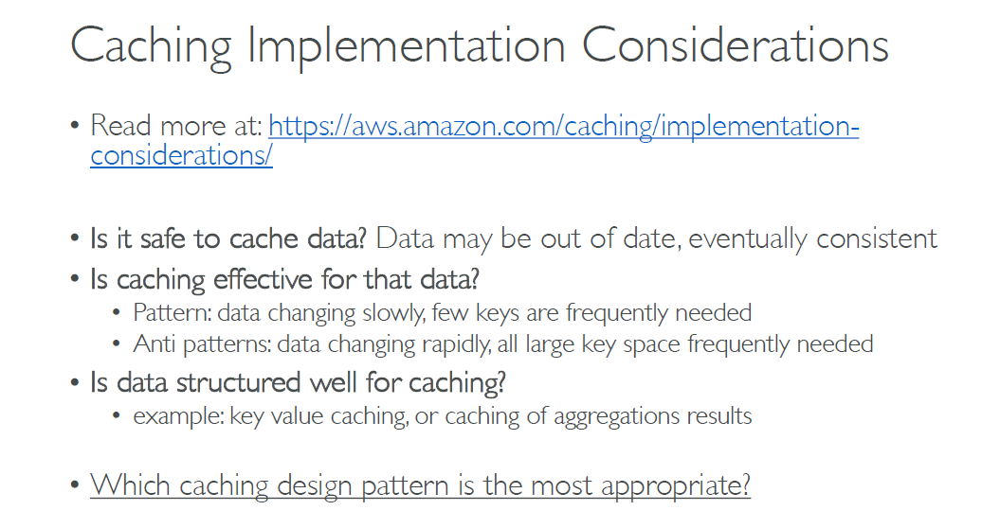 Caching Implementation Considerations
• Read more at: https://aws.amazon.com/caching/implementation-
considerations/
• Is it safe to cache data? Data may be out of date, eventually consistent
• Is caching effective for that data?
• Pattern: data changing slowly, few keys are frequently needed
• Anti patterns: data changing rapidly, all large key space frequently needed
• Is data structured well for caching?
• example: key value caching, or caching of aggregations results
• Which caching design pattern is the most appropriate?